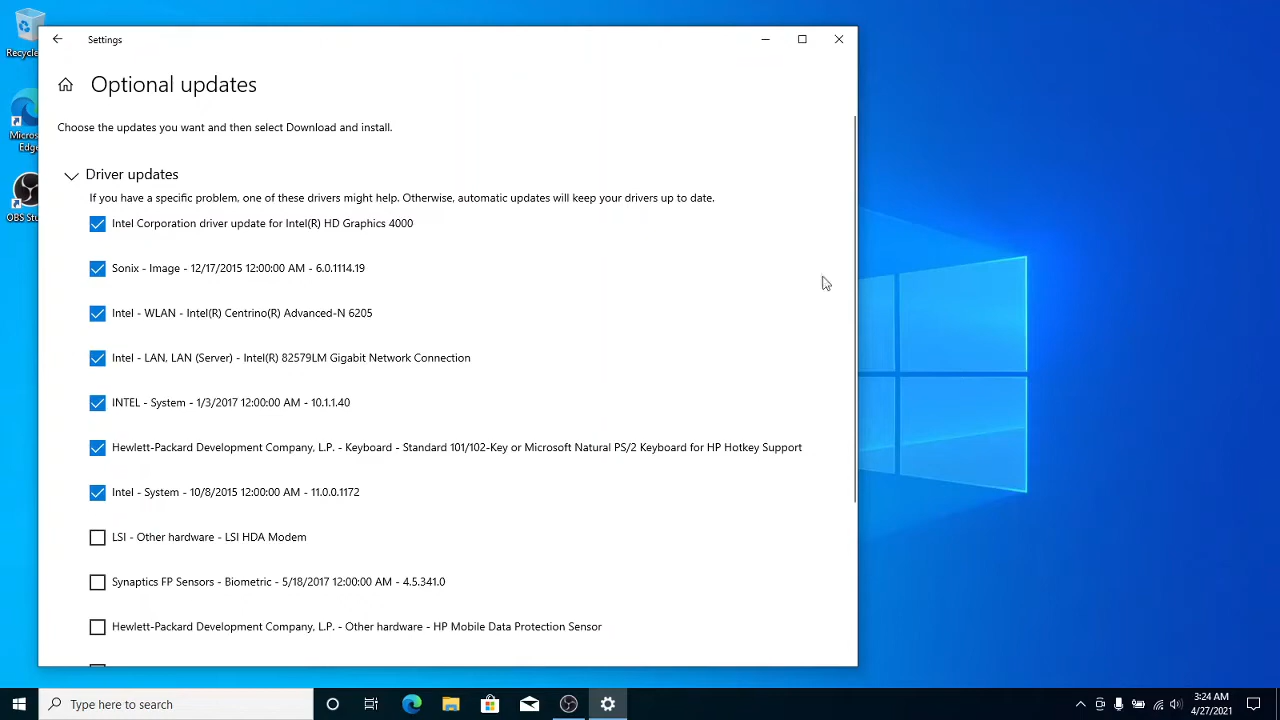 Recycle
Micros
Edge
OBS Stu
Settings
Optional updates
Choose the updates you want and then select Download and install.
Driver updates
If you have a specific problem, one of these drivers might help. Otherwise, automatic updates will keep your drivers up to date.
Intel Corporation driver update for Intel(R) HD Graphics 4000
Sonix - Image - 12/17/2015 12:00:00 AM - 6.0.1114.19
Intel - WLAN - Intel(R) Centrino(R) Advanced-N 6205
Intel - LAN, LAN (Server) - Intel(R) 82579LM Gigabit Network Connection
INTEL - System - 1/3/2017 12:00:00 AM - 10.1.1.40
Hewlett-Packard Development Company, L.P. - Keyboard - Standard 101/102-Key or Microsoft Natural PS/2 Keyboard for HP Hotkey Support
Intel - System - 10/8/2015 12:00:00 AM - 11.0.0.1172
LSI - Other hardware - LSI HDA Modem
Synaptics FP Sensors - Biometric - 5/18/2017 12:00:00 AM - 4.5.341.0
Hewlett-Packard Development Company, L.P. - Other hardware - HP Mobile Data Protection Sensor
Type here to search
3:24 AM
4/27/2021